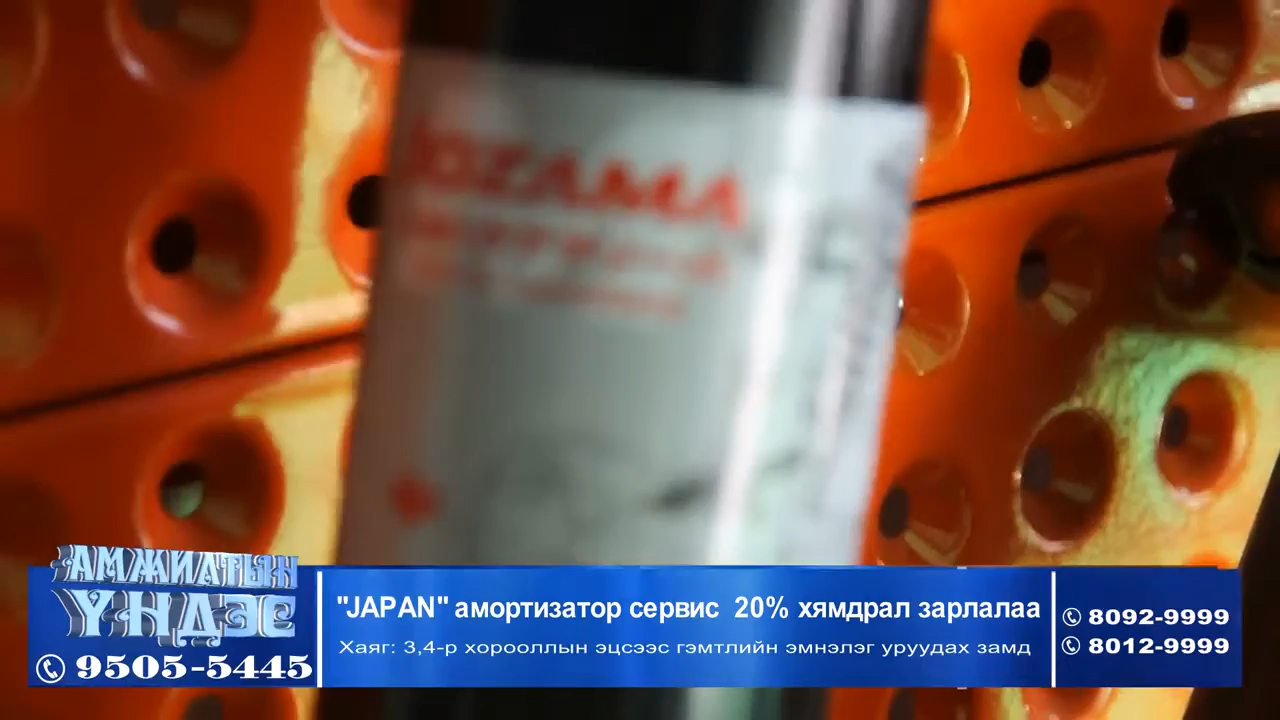 АМЖИЛТЫН
ҮНДЭС
9505-5445
"JAPAN" амортизатор сервис 20% хямдрал зарлалаа
Хаяг: 3,4-р хорооллын эцсээс гэмтлийн эмнэлэг уруудах замд
8092-9999
8012-9999